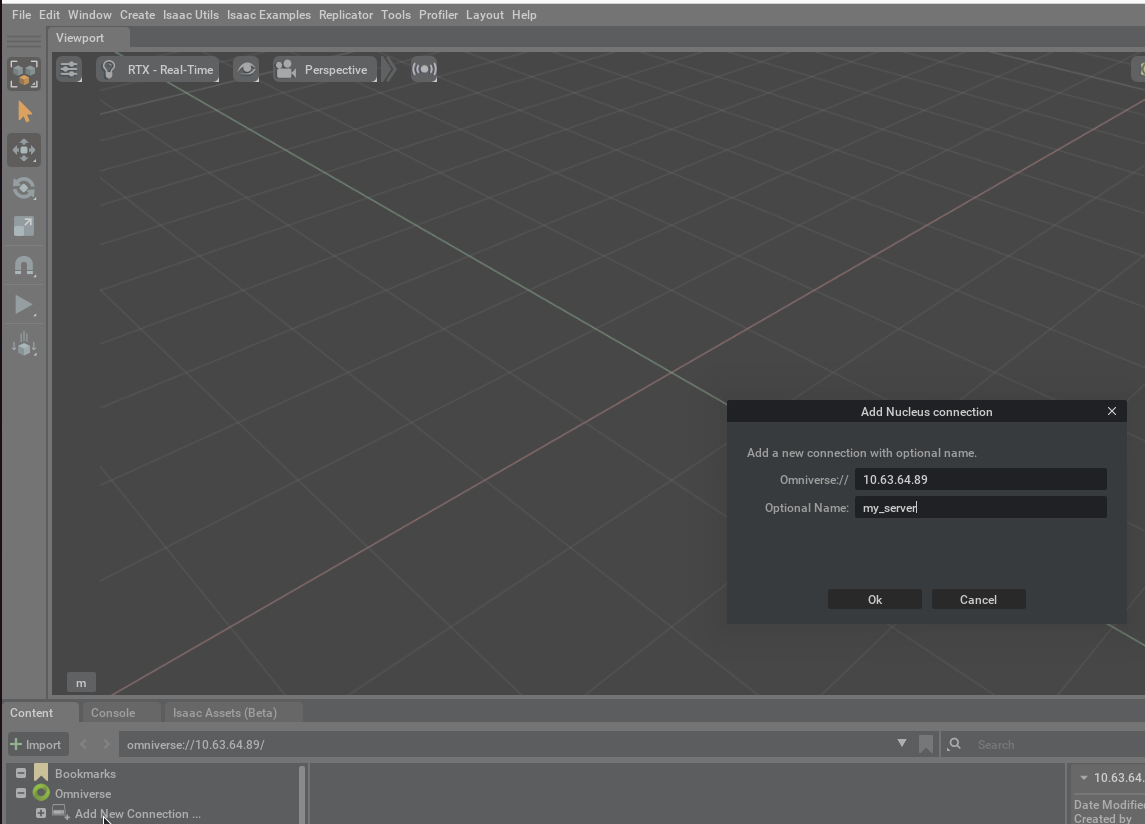 File Edit Window Create Isaac Utils Isaac Examples Replicator Tools Profiler Layout Help
Viewport
RTX - Real-Time Perspective
Add Nucleus connection
Add a new connection with optional name.
Omniverse:// 10.63.64.89
Optional Name: my_server
Ok Cancel
m
Content Console Isaac Assets (Beta)
Import omniverse://10.63.64.89/ Search
Bookmarks
Omniverse
Add New Connection ...
10.63.64.
Date Modifie
Created by